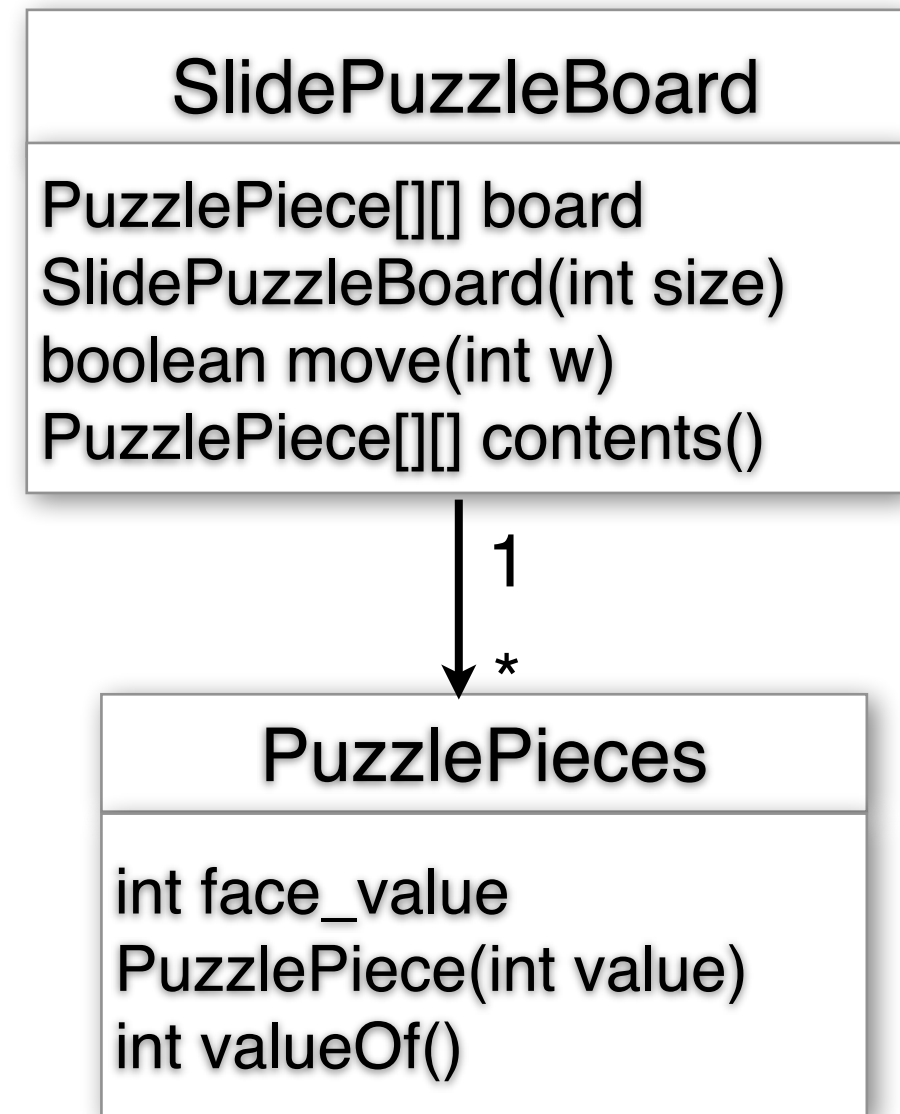 SlidePuzzleBoard
PuzzlePiece[][] board
SlidePuzzleBoard(int size)
boolean move(int w)
PuzzlePiece[][] contents()
1
*
PuzzlePieces
int face_value
PuzzlePiece(int value)
int valueOf()